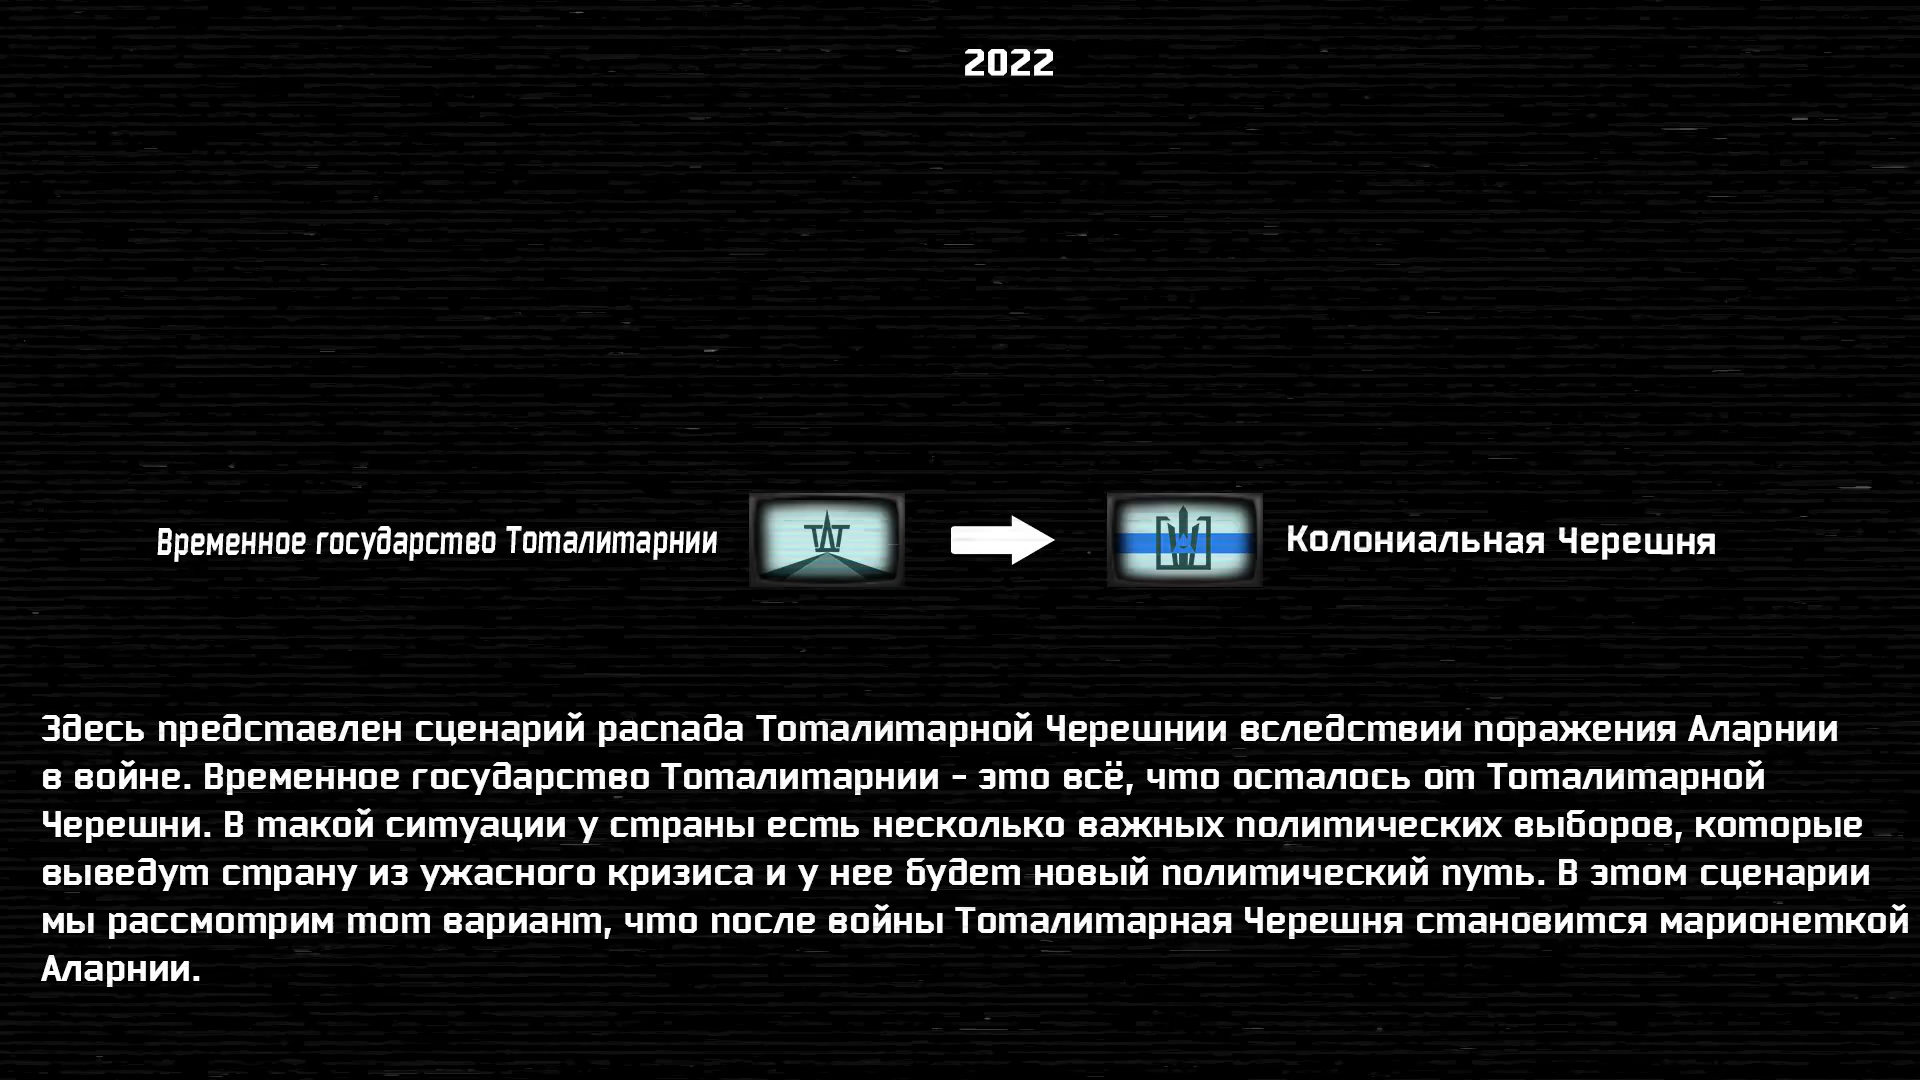 2022
Временное государство Тоталитарнии
Колониальная Черешня
Здесь представлен сценарий распада Тоталитарной Черешнии вследствии поражения Аларнии
в войне. Временное государство Тоталитарнии - это всё, что осталось от Тоталитарной
Черешни. В такой ситуации у страны есть несколько важных политических выборов, которые
выведут страну из ужасного кризиса и у нее будет новый политический путь. В этом сценарии
мы рассмотрим тот вариант, что после войны Тоталитарная Черешня становится марионеткой
Аларнии.